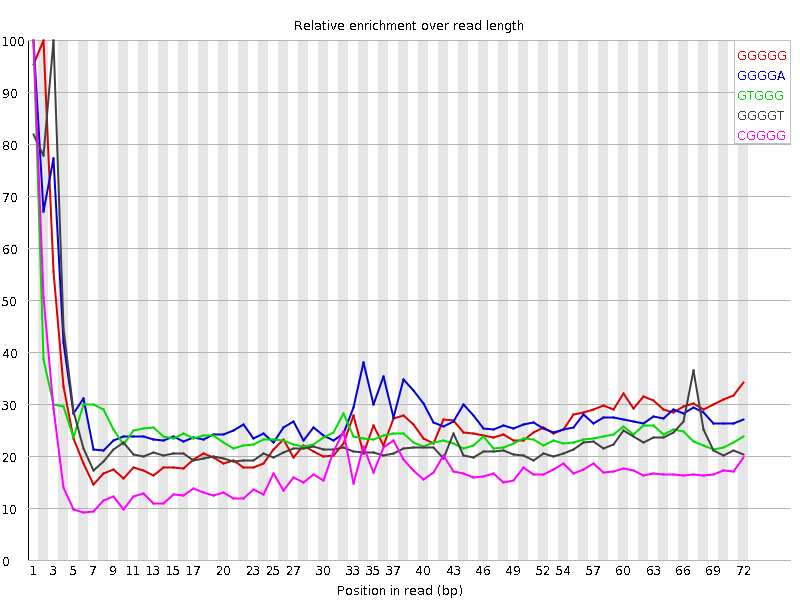 Relative enrichment over read length
100
90
80
70
60
50
40
30
20
10
0
GGGGG
GGGGA
GTGGG
GGGGT
CGGGG
1 3 5 7 9 11 13 15 17 20 23 25 27 30 33 35 37 40 43 46 49 52 54 57 60 63 66 69 72
Position in read (bp)